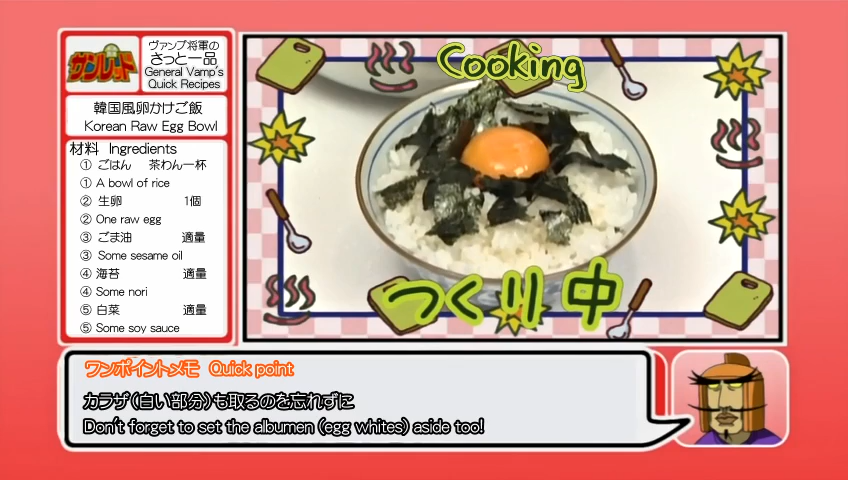 サンレッド
ヴァンプ将軍の
さっと一品
General Vamp's
Quick Recipes
韓国風卵かけご飯
Korean Raw Egg Bowl
材料 Ingredients
① ごはん 茶わん一杯
① A bowl of rice
② 生卵 1個
② One raw egg
③ ごま油 適量
③ Some sesame oil
④ 海苔 適量
④ Some nori
⑤ 白菜 適量
⑤ Some soy sauce
Cooking
つくり中
ワンポイントメモ Quick point
カラザ(白い部分)も取るのを忘れずに
Don't forget to set the albumen (egg whites) aside too!